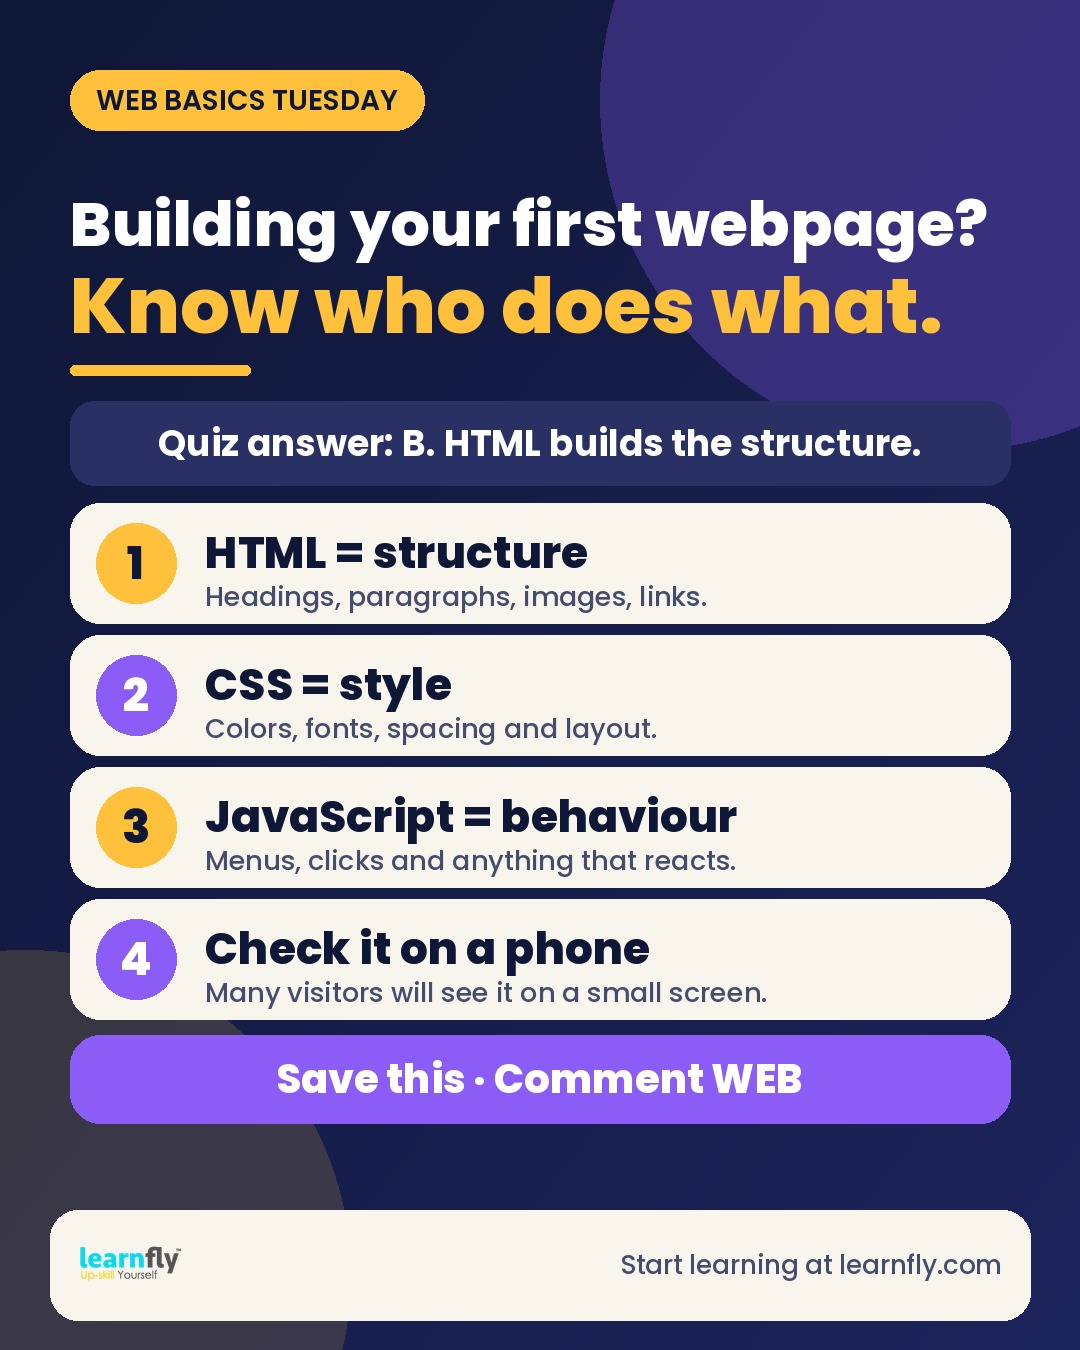 WEB BASICS TUESDAY
Building your first webpage?
Know who does what.
Quiz answer: B. HTML builds the structure.
1
HTML = structure
Headings, paragraphs, images, links.
2
CSS = style
Colors, fonts, spacing and layout.
3
JavaScript = behaviour
Menus, clicks and anything that reacts.
4
Check it on a phone
Many visitors will see it on a small screen.
Save this · Comment WEB
learnfly™
Up-skill Yourself
Start learning at learnfly.com